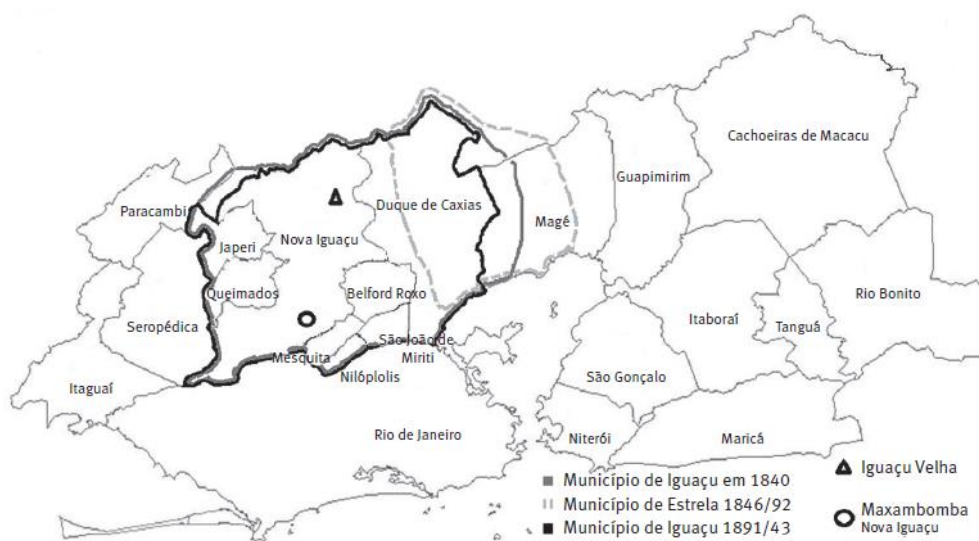 Cachoeiras de Macacu
Guapimirim
Paracambi
Duque de Caxias
Magé
Japeri
Nova Iguaçu
Queimados
Belford Roxo
Rio Bonito
Seropédica
Itaboraí
Tanguá
São João de
Miriti
Mesquita
Nilóplolis
Itaguaí
São Gonçalo
Rio de Janeiro
Niterói
Maricá
Iguaçu Velha
Município de Iguaçu em 1840
Município de Estrela 1846/92
Município de Iguaçu 1891/43
Maxambomba
Nova Iguaçu